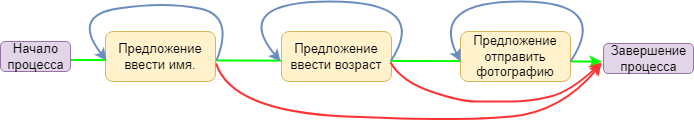 Начало
процесса
Предложение
ввести имя.
Предложение
ввести возраст
Предложение
отправить
фотографию
Завершение
процесса